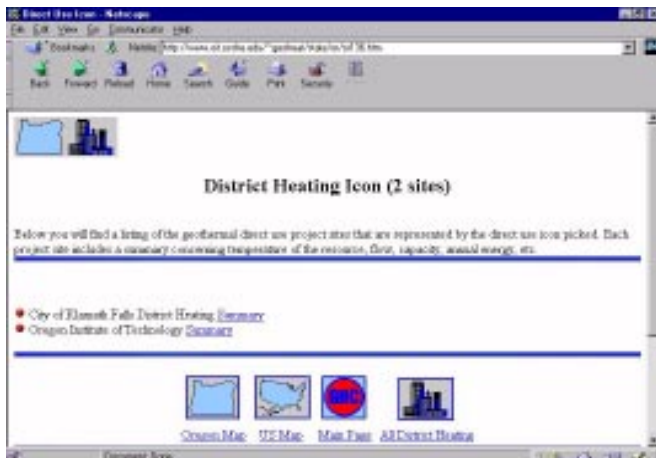 Direct Use Icon - Netscape
File Edit View Go Communicator Help
Bookmarks Netsite:
Back Forward Reload Home Search Guide Print Security
District Heating Icon (2 sites)
Below you will find a listing of the geothermal direct use project sites that are represented by the direct use icon picked. Each
project site includes a summary concerning temperature of the resource, flow, capacity, annual energy, etc.
City of Klamath Falls District Heating Summary
Oregon Institute of Technology Summary
GHC
Oregon Map US Map Main Page All District Heating
Document: Done